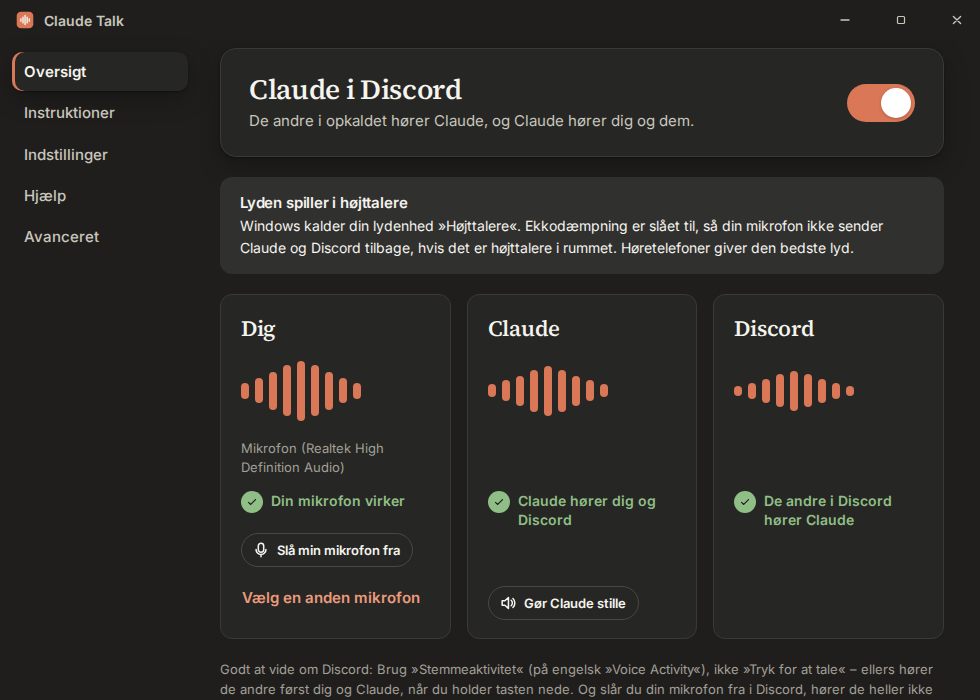 Claude Talk
Oversigt
Instruktioner
Indstillinger
Hjælp
Avanceret
Claude i Discord
De andre i opkaldet hører Claude, og Claude hører dig og dem.
Lyden spiller i højttalere
Windows kalder din lydenhed »Højttalere«. Ekkodæmpning er slået til, så din mikrofon ikke sender
Claude og Discord tilbage, hvis det er højttalere i rummet. Høretelefoner giver den bedste lyd.
Dig
Mikrofon (Realtek High
Definition Audio)
Din mikrofon virker
Slå min mikrofon fra
Vælg en anden mikrofon
Claude
Claude hører dig og
Discord
Gør Claude stille
Discord
De andre i Discord
hører Claude
Godt at vide om Discord: Brug »Stemmeaktivitet« (på engelsk »Voice Activity«), ikke »Tryk for at tale« – ellers hører
de andre først dig og Claude, når du holder tasten nede. Og slår du din mikrofon fra i Discord, hører de heller ikke